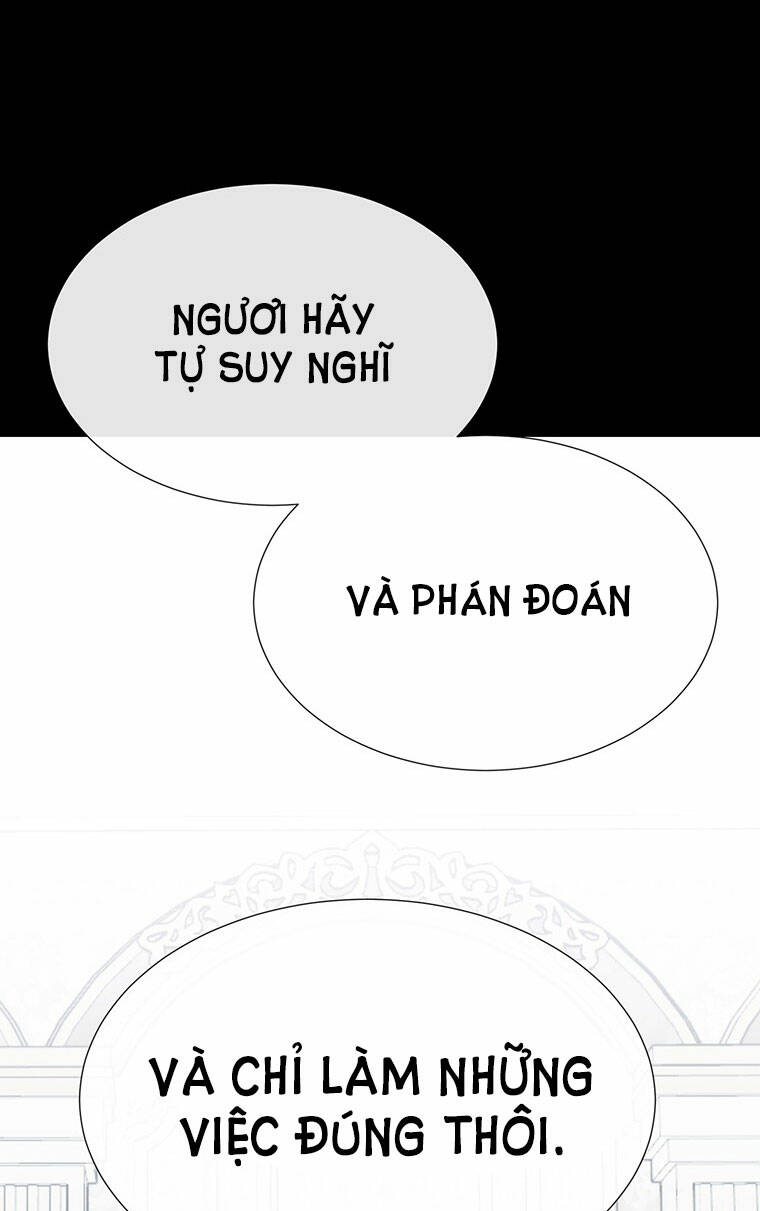 NGƯƠI HÃY
TỰ SUY NGHĨ
VÀ PHÁN ĐOÁN
VÀ CHỈ LÀM NHỮNG
VIỆC ĐÚNG THÔI.